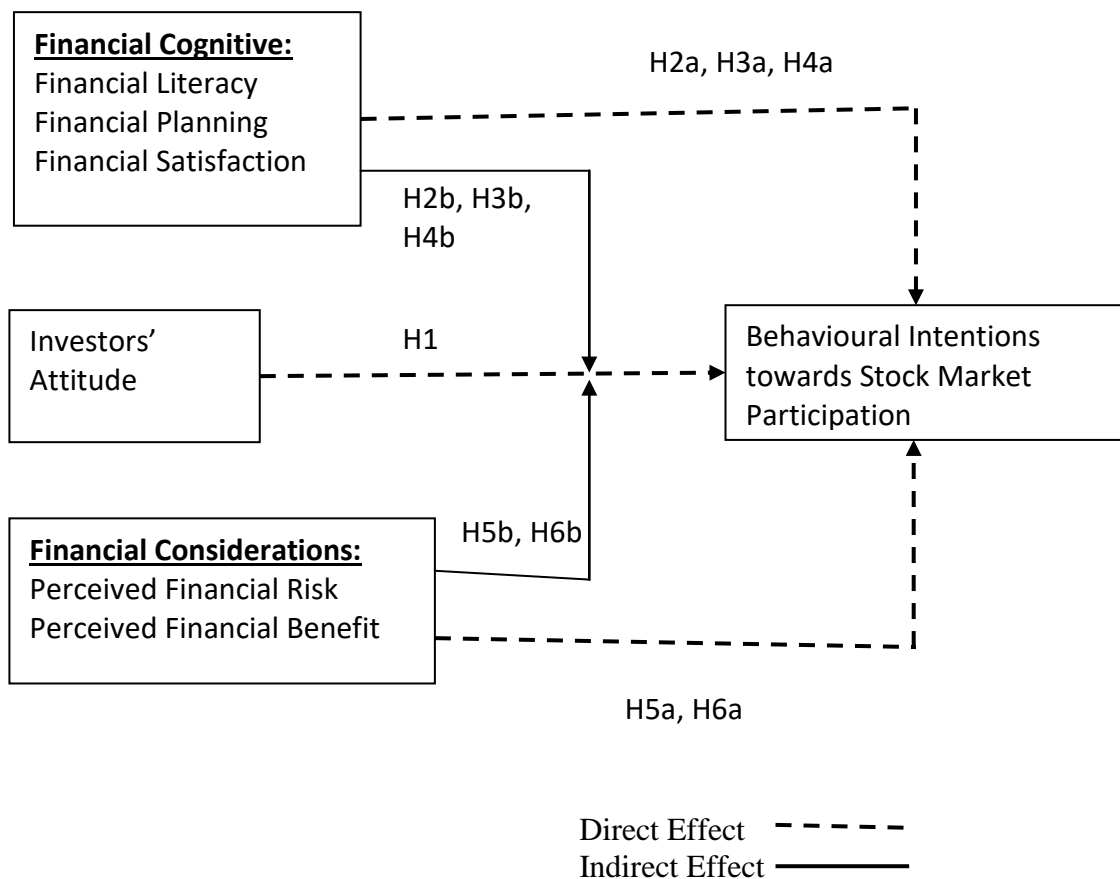 Financial Cognitive:
Financial Literacy
Financial Planning
Financial Satisfaction
H2a, H3a, H4a
H2b, H3b,
H4b
Investors’
Attitude
H1
Behavioural Intentions
towards Stock Market
Participation
Financial Considerations:
Perceived Financial Risk
Perceived Financial Benefit
H5b, H6b
H5a, H6a
Direct Effect
Indirect Effect